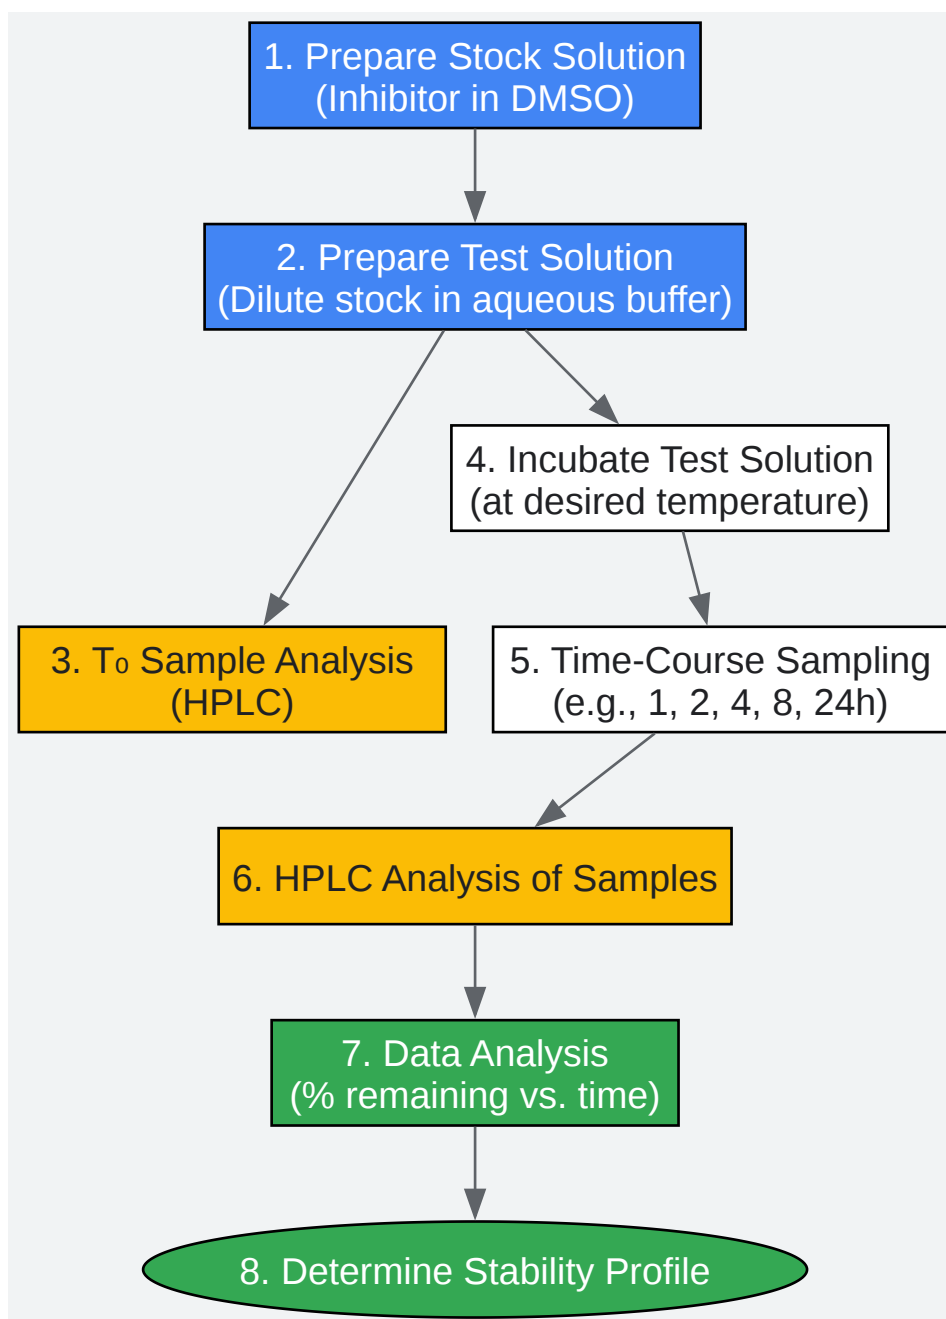 1. Prepare Stock Solution
(Inhibitor in DMSO)
2. Prepare Test Solution
(Dilute stock in aqueous buffer)
4. Incubate Test Solution
(at desired temperature)
3. T₀ Sample Analysis
(HPLC)
5. Time-Course Sampling
(e.g., 1, 2, 4, 8, 24h)
6. HPLC Analysis of Samples
7. Data Analysis
(% remaining vs. time)
8. Determine Stability Profile